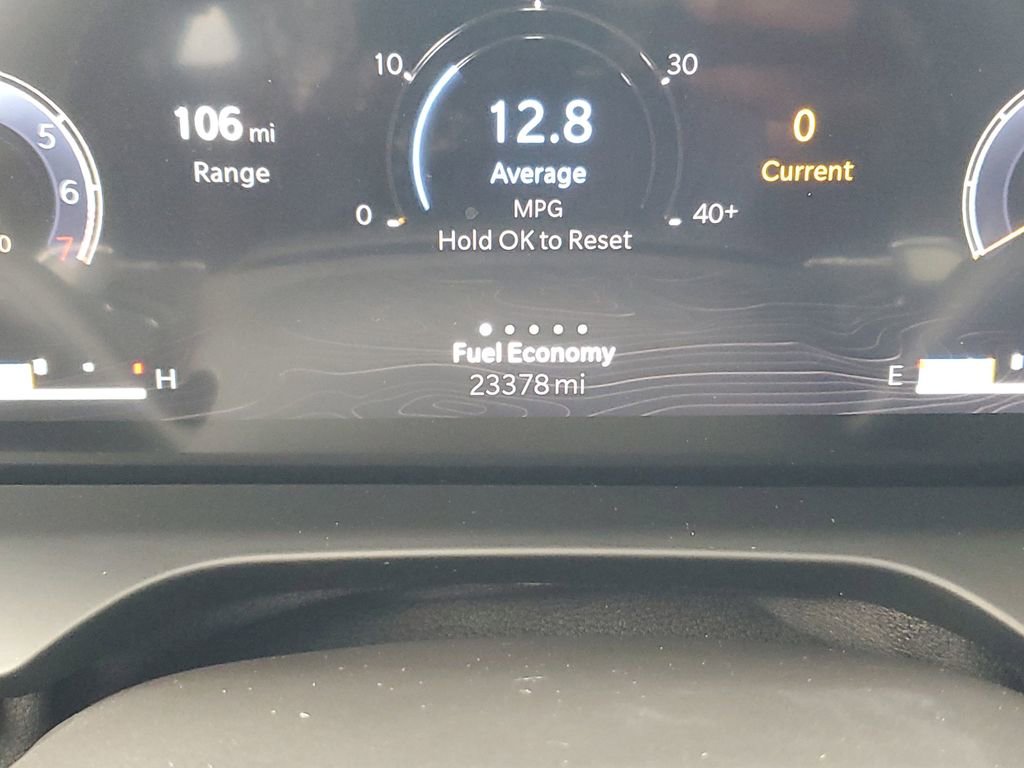 10
30
5
106 mi
12.8
0
Range
Average
Current
6
MPG
0
40+
7
0
Hold OK to Reset
Fuel Economy
H
E
23378 mi